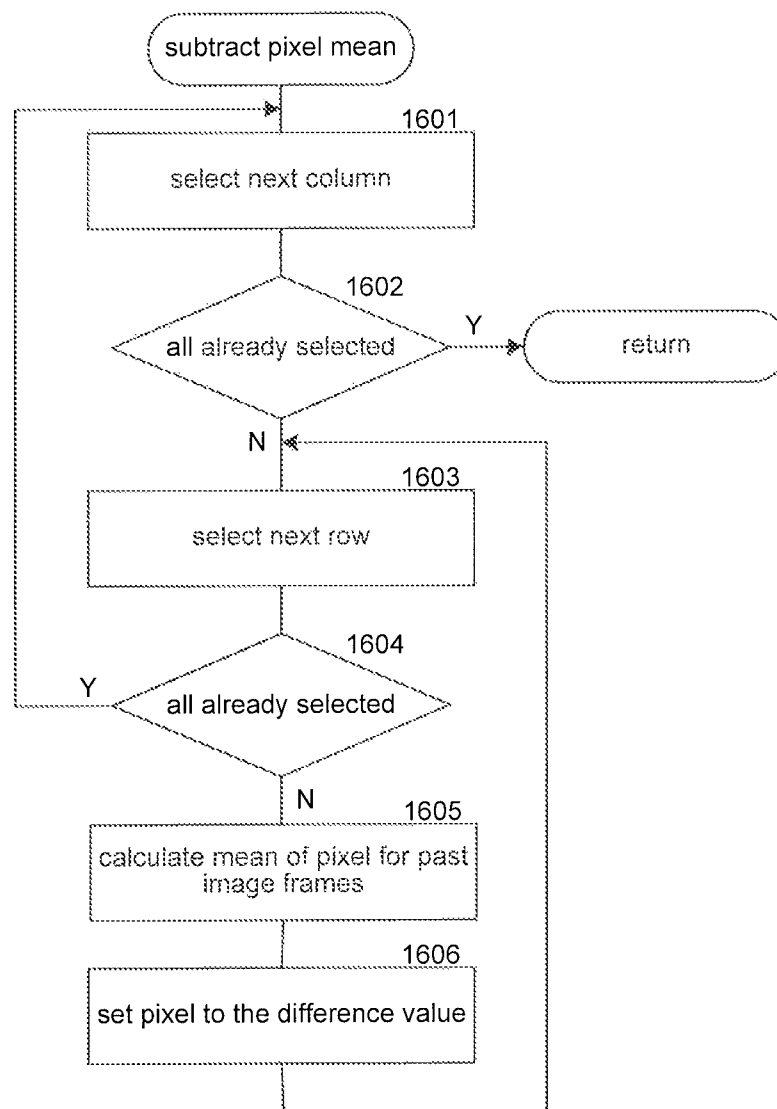 subtract pixel mean
1601
select next column
1602
all already selected
Y
return
N
1603
select next row
1604
Y
all already selected
N
1605
calculate mean of pixel for past
image frames
1606
set pixel to the difference value